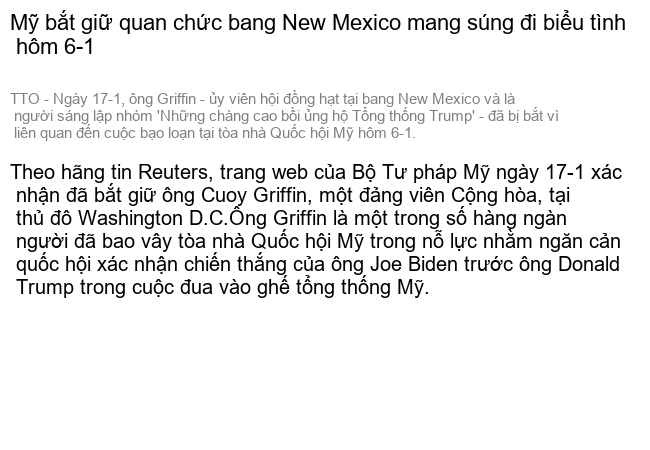 Mỹ bắt giữ quan chức bang New Mexico mang súng đi biểu tình
hôm 6-1
TTO - Ngày 17-1, ông Griffin - ủy viên hội đồng hạt tại bang New Mexico và là
người sáng lập nhóm 'Những chàng cao bồi ủng hộ Tổng thống Trump' - đã bị bắt vì
liên quan đến cuộc bạo loạn tại tòa nhà Quốc hội Mỹ hôm 6-1.
Theo hãng tin Reuters, trang web của Bộ Tư pháp Mỹ ngày 17-1 xác
nhận đã bắt giữ ông Cuoy Griffin, một đảng viên Cộng hòa, tại
thủ đô Washington D.C.Ông Griffin là một trong số hàng ngàn
người đã bao vây tòa nhà Quốc hội Mỹ trong nỗ lực nhằm ngăn cản
quốc hội xác nhận chiến thắng của ông Joe Biden trước ông Donald
Trump trong cuộc đua vào ghế tổng thống Mỹ.